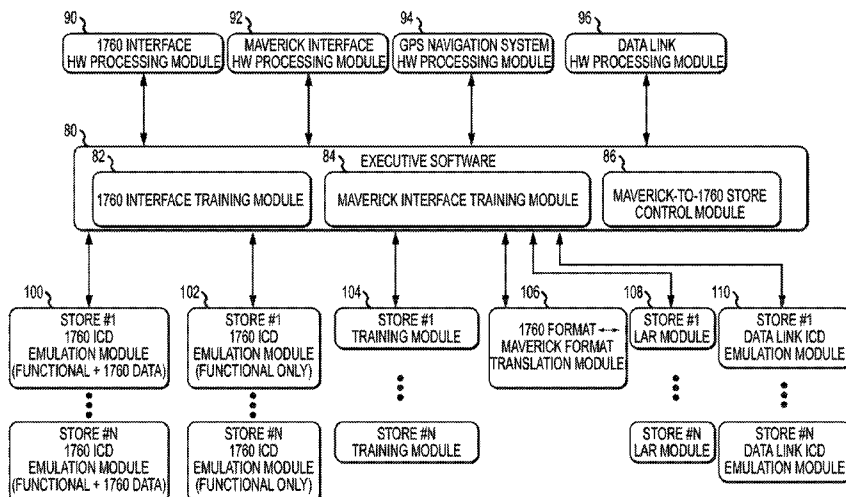 90
1760 INTERFACE
HW PROCESSING MODULE
92
MAVERICK INTERFACE
HW PROCESSING MODULE
94
GPS NAVIGATION SYSTEM
HW PROCESSING MODULE
96
DATA LINK
HW PROCESSING MODULE
80
EXECUTIVE SOFTWARE
82
1760 INTERFACE TRAINING MODULE
84
MAVERICK INTERFACE TRAINING MODULE
86
MAVERICK-TO-1760 STORE
CONTROL MODULE
100
STORE #1
1760 ICD
EMULATION MODULE
(FUNCTIONAL + 1760 DATA)
102
STORE #1
1760 ICD
EMULATION MODULE
(FUNCTIONAL ONLY)
104
STORE #1
TRAINING MODULE
106
1760 FORMAT ↔
MAVERICK FORMAT
TRANSLATION MODULE
108
STORE #1
LAR MODULE
110
STORE #1
DATA LINK ICD
EMULATION MODULE
STORE #N
1760 ICD
EMULATION MODULE
(FUNCTIONAL + 1760 DATA)
STORE #N
1760 ICD
EMULATION MODULE
(FUNCTIONAL ONLY)
STORE #N
TRAINING MODULE
STORE #N
LAR MODULE
STORE #N
DATA LINK ICD
EMULATION MODULE